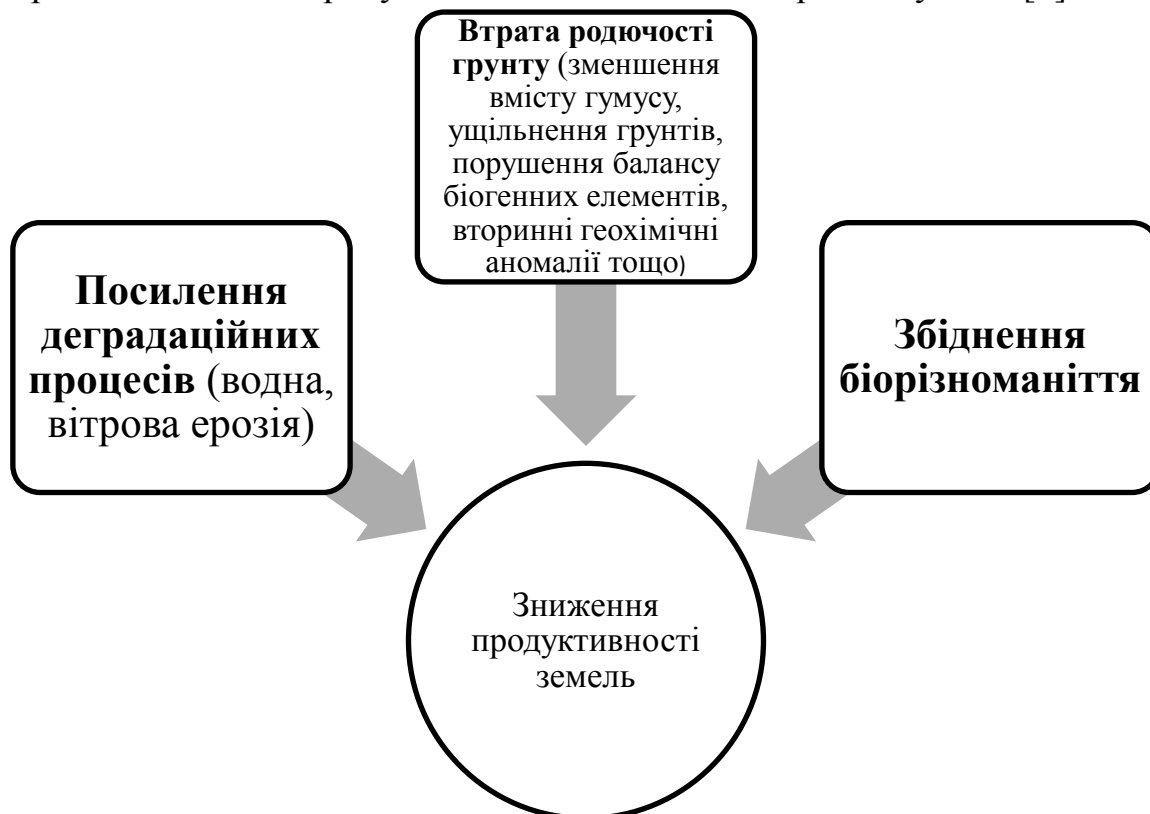 Втрата родючості
грунту (зменшення
вмісту гумусу,
ущільнення грунтів,
порушення балансу
біогенних елементів,
вторинні геохімічні
аномалії тощо)
Посилення
деградаційних
процесів (водна,
вітрова ерозія)
Збіднення
біорізноманіття
Зниження
продуктивності
земель